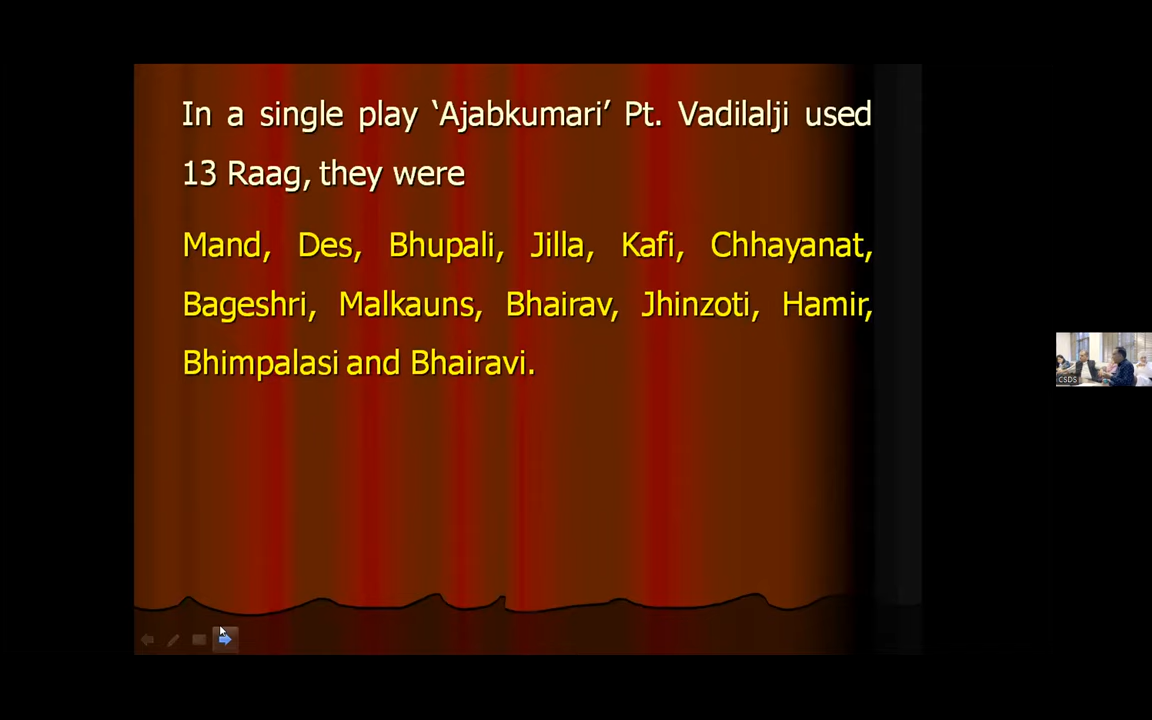 In a single play ‘Ajabkumari’ Pt. Vadilalji used
13 Raag, they were
Mand, Des, Bhupali, Jilla, Kafi, Chhayanat,
Bageshri, Malkauns, Bhairav, Jhinzoti, Hamir,
Bhimpalasi and Bhairavi.
CSDS